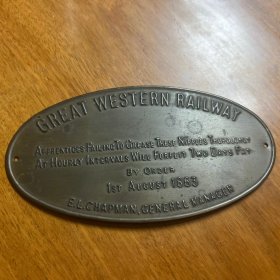 GREAT WESTERN RAILWAY
APPRENTICES FAILING TO GREASE THESE NIPPLES THOROUGHLY
AT HOURLY INTERVALS WILL FORFEIT TWO DAYS PAY
BY ORDER
1ST AUGUST 1883
E.L. CHAPMAN, GENERAL MANAGER